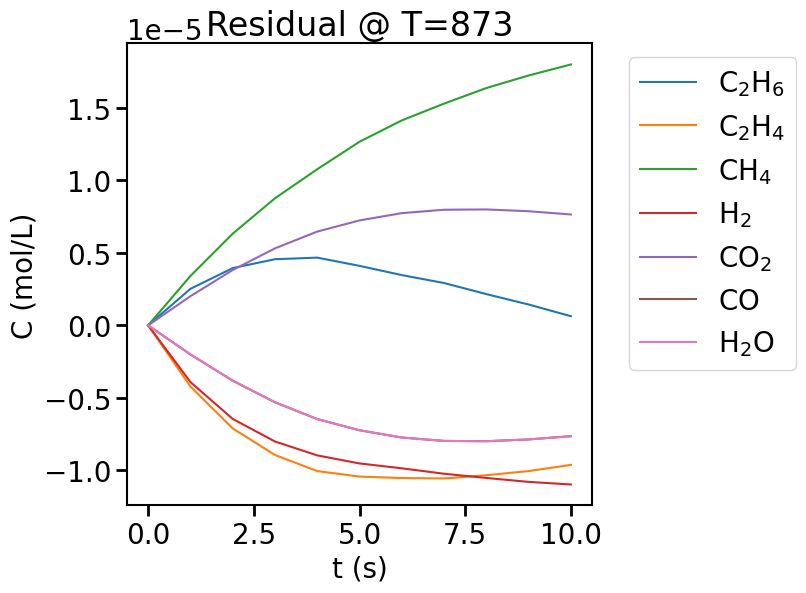 1e−5 Residual @ T=873
1.5
1.0
0.5
0.0
−0.5
−1.0
C (mol/L)
0.0 2.5 5.0 7.5 10.0
t (s)
C₂H₆
C₂H₄
CH₄
H₂
CO₂
CO
H₂O